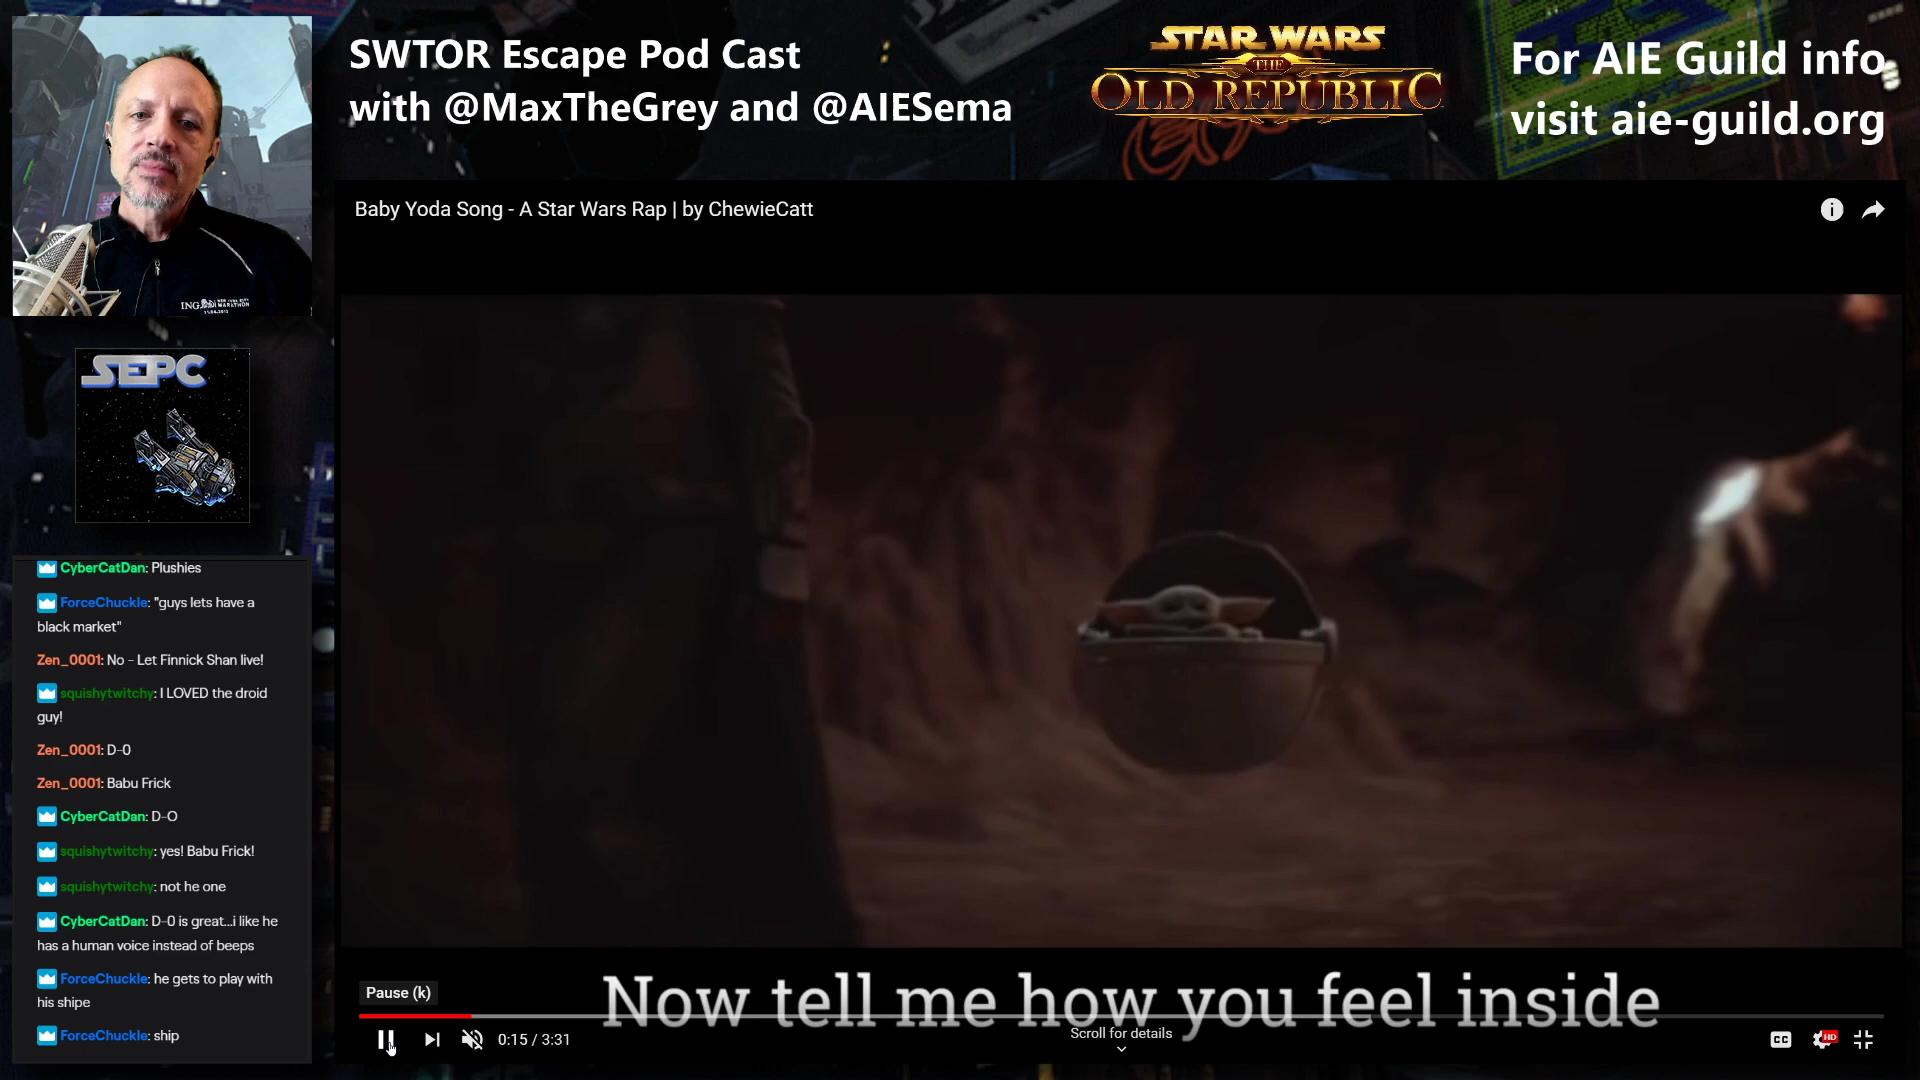 SWTOR Escape Pod Cast
with @MaxTheGrey and @AIESema
STAR WARS
THE
OLD REPUBLIC
For AIE Guild info
visit aie-guild.org
Baby Yoda Song - A Star Wars Rap | by ChewieCatt
ING
MARATHON
SEPC
CyberCatDan: Plushies
ForceChuckle: "guys lets have a
black market"
Zen_0001: No - Let Finnick Shan live!
squishytwitchy: I LOVED the droid
guy!
Zen_0001: D-0
Zen_0001: Babu Frick
CyberCatDan: D-O
squishytwitchy: yes! Babu Frick!
squishytwitchy: not he one
CyberCatDan: D-0 is great...i like he
has a human voice instead of beeps
ForceChuckle: he gets to play with
his shipe
ForceChuckle: ship
Now tell me how you feel inside
Pause (k)
0:15 / 3:31
Scroll for details
CC
HD